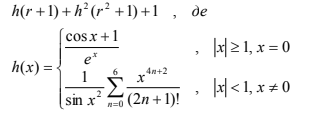 h(r+1)+h²(r²+1)+1 , де
h(x) = { (cos x + 1) / eˣ , |x| ≥ 1, x = 0
(1 / sin x²) ∑_{n=0}^{6} x^{4n+2} / (2n+1)! , |x| < 1, x ≠ 0